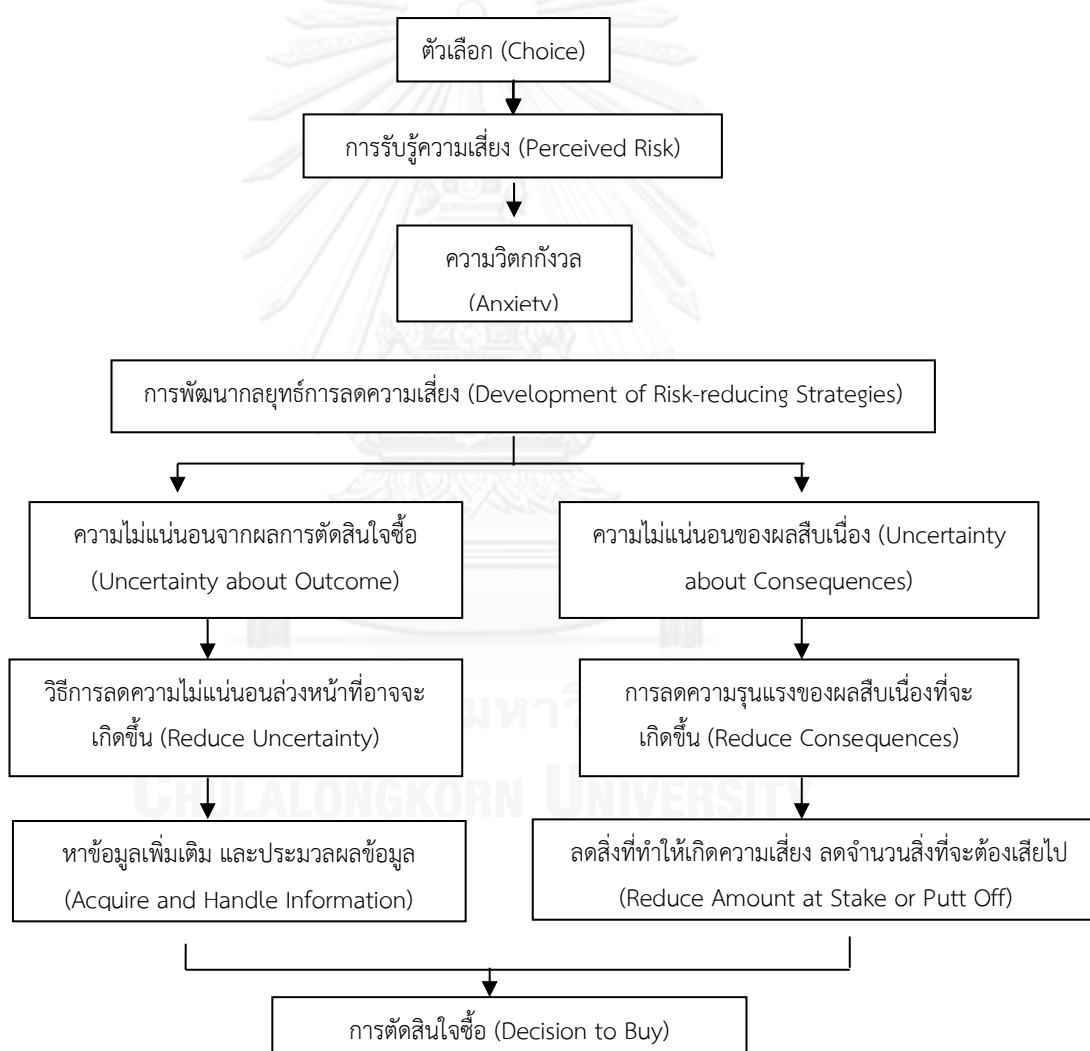 ตัวเลือก (Choice)
การรับรู้ความเสี่ยง (Perceived Risk)
ความวิตกกังวล
(Anxiety)
การพัฒนากลยุทธ์การลดความเสี่ยง (Development of Risk-reducing Strategies)
ความไม่แน่นอนจากผลการตัดสินใจซื้อ
(Uncertainty about Outcome)
ความไม่แน่นอนของผลสืบเนื่อง (Uncertainty
about Consequences)
วิธีการลดความไม่แน่นอนล่วงหน้าที่อาจจะ
เกิดขึ้น (Reduce Uncertainty)
การลดความรุนแรงของผลสืบเนื่องที่จะ
เกิดขึ้น (Reduce Consequences)
CHULALONGKORN UNIVERSITY
หาข้อมูลเพิ่มเติม และประมวลผลข้อมูล
(Acquire and Handle Information)
ลดสิ่งที่ทำให้เกิดความเสี่ยง ลดจำนวนสิ่งที่จะต้องเสียไป
(Reduce Amount at Stake or Putt Off)
การตัดสินใจซื้อ (Decision to Buy)